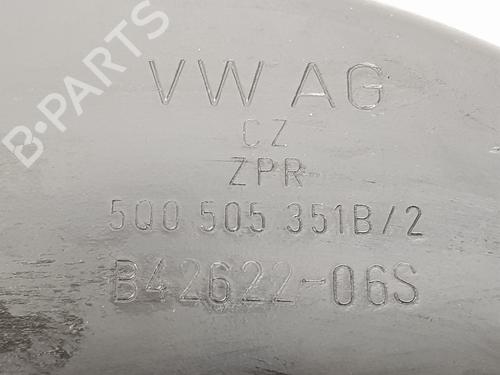 B-PARTS
VW AG
CZ
ZPR
5Q0 505 351B/2
B42622-06S